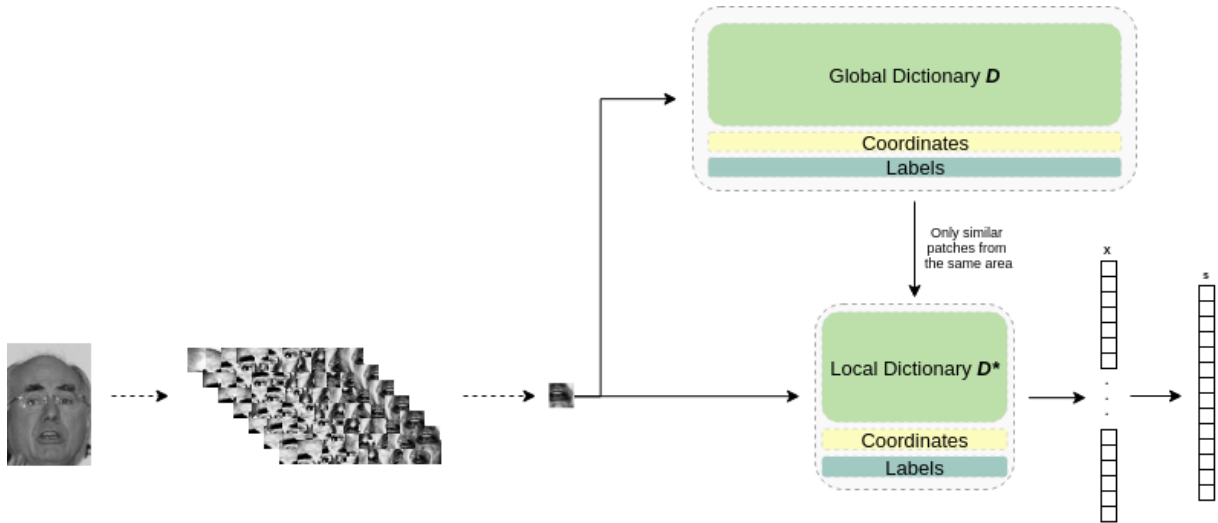 Global Dictionary D
Coordinates
Labels
Only similar
patches from
the same area
x
s
Local Dictionary D*
Coordinates
Labels